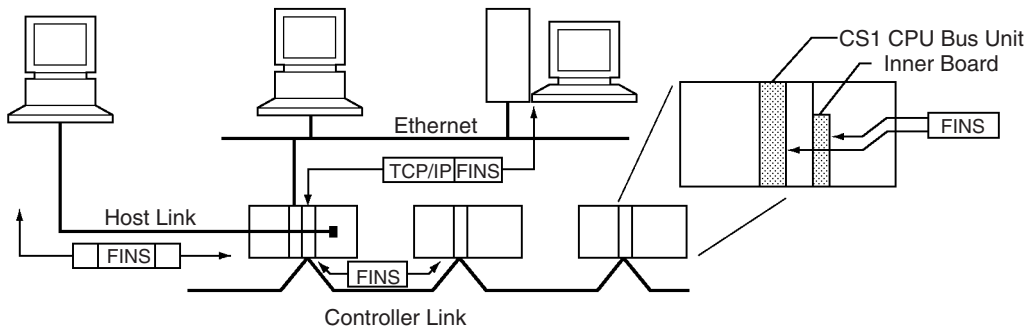 CS1 CPU Bus Unit
Inner Board
Ethernet
FINS
TCP/IP FINS
Host Link
FINS
FINS
Controller Link